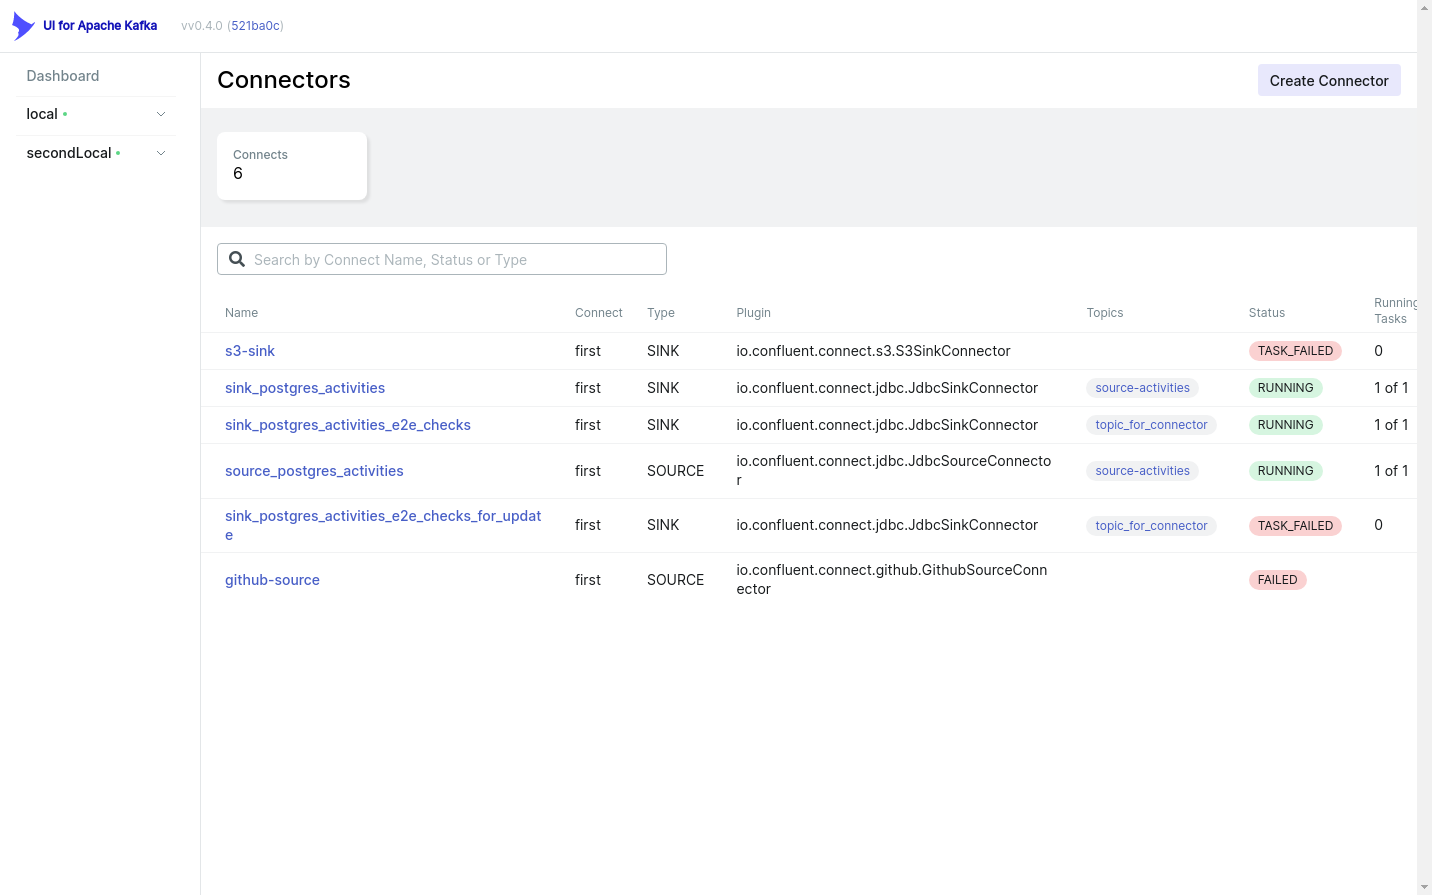 UI for Apache Kafka vv0.4.0 (521ba0c)
Dashboard
local
secondLocal
Connectors
Create Connector
Connects
6
Search by Connect Name, Status or Type
Name Connect Type Plugin Topics Status Running
Tasks
s3-sink first SINK io.confluent.connect.s3.S3SinkConnector TASK_FAILED 0
sink_postgres_activities first SINK io.confluent.connect.jdbc.JdbcSinkConnector source-activities RUNNING 1 of 1
sink_postgres_activities_e2e_checks first SINK io.confluent.connect.jdbc.JdbcSinkConnector topic_for_connector RUNNING 1 of 1
source_postgres_activities first SOURCE io.confluent.connect.jdbc.JdbcSourceConnecto
r source-activities RUNNING 1 of 1
sink_postgres_activities_e2e_checks_for_updat
e first SINK io.confluent.connect.jdbc.JdbcSinkConnector topic_for_connector TASK_FAILED 0
github-source first SOURCE io.confluent.connect.github.GithubSourceConn
ector FAILED